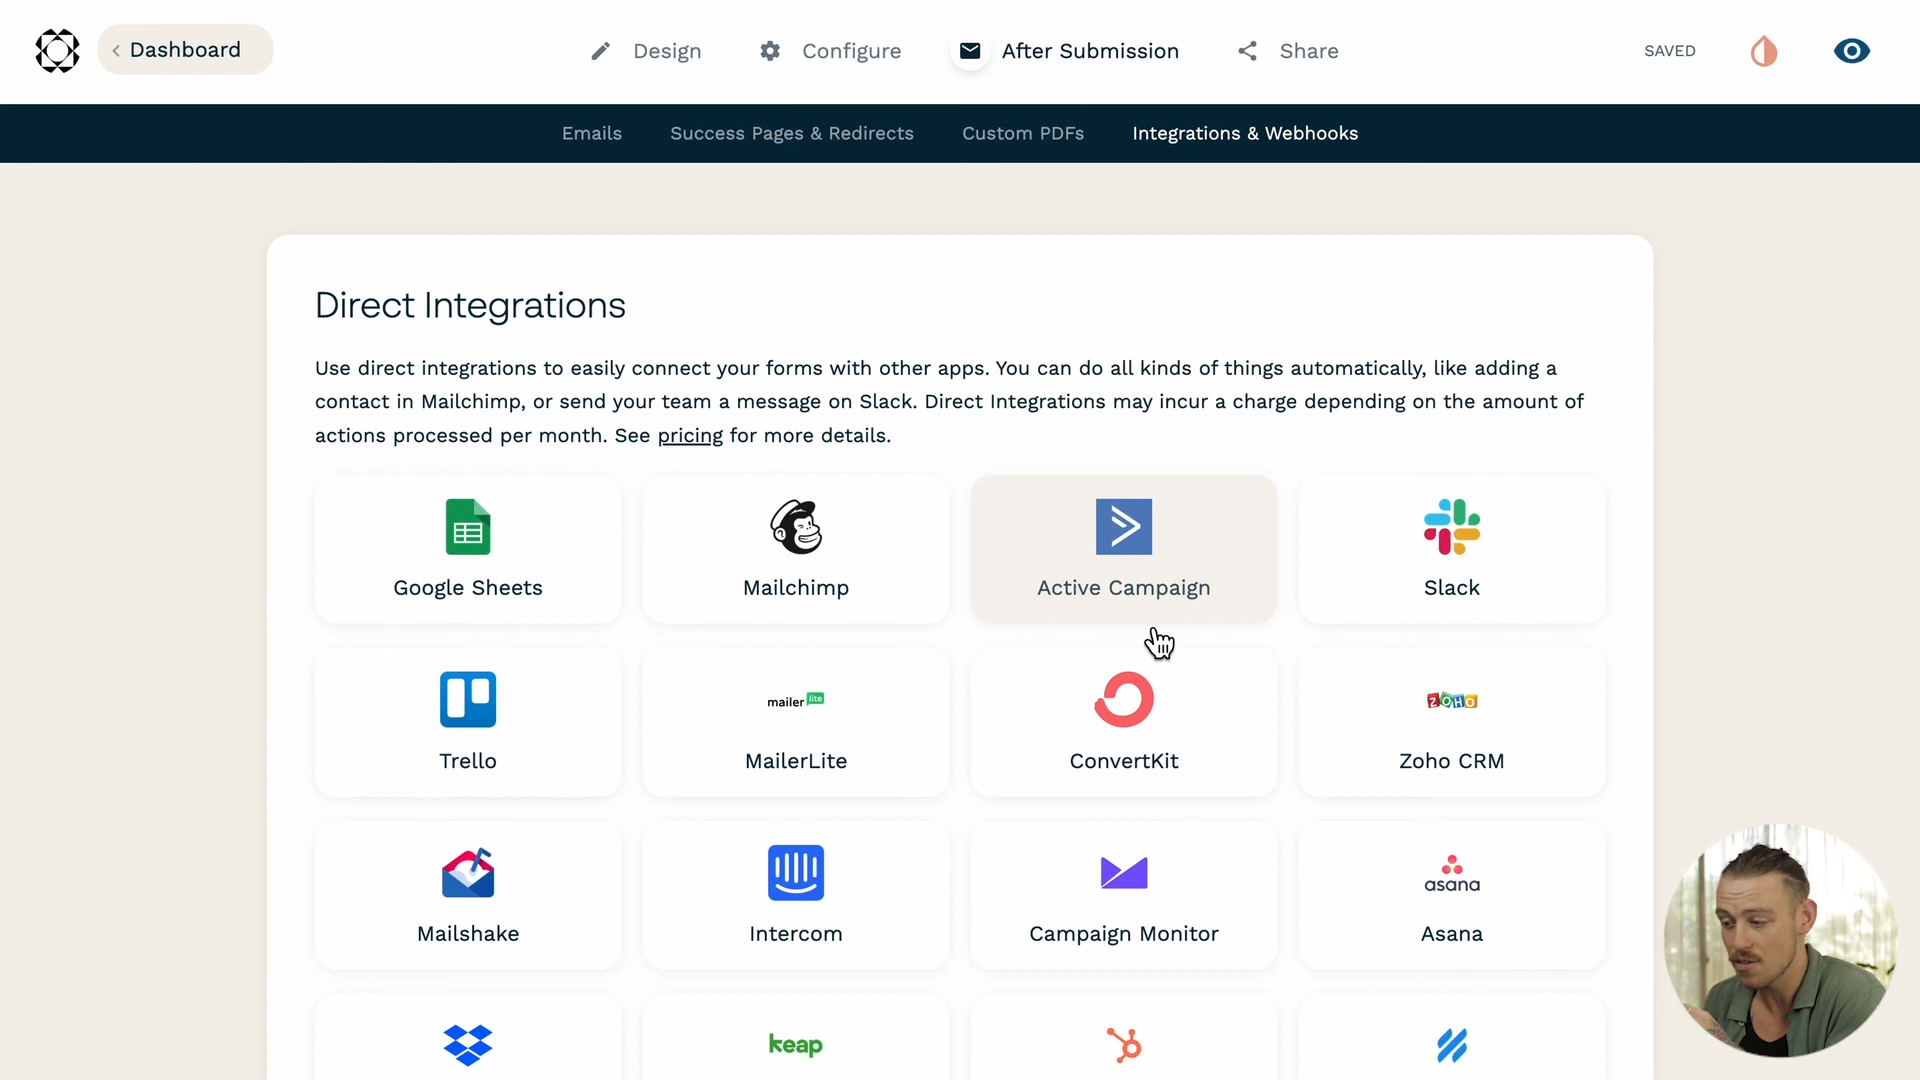 Dashboard
Design
Configure
After Submission
Share
SAVED
Emails
Success Pages & Redirects
Custom PDFs
Integrations & Webhooks
Direct Integrations
Use direct integrations to easily connect your forms with other apps. You can do all kinds of things automatically, like adding a
contact in Mailchimp, or send your team a message on Slack. Direct Integrations may incur a charge depending on the amount of
actions processed per month. See pricing for more details.
Google Sheets
Mailchimp
Active Campaign
Slack
mailer lite
ZOHO
Trello
MailerLite
ConvertKit
Zoho CRM
asana
Mailshake
Intercom
Campaign Monitor
Asana
keap